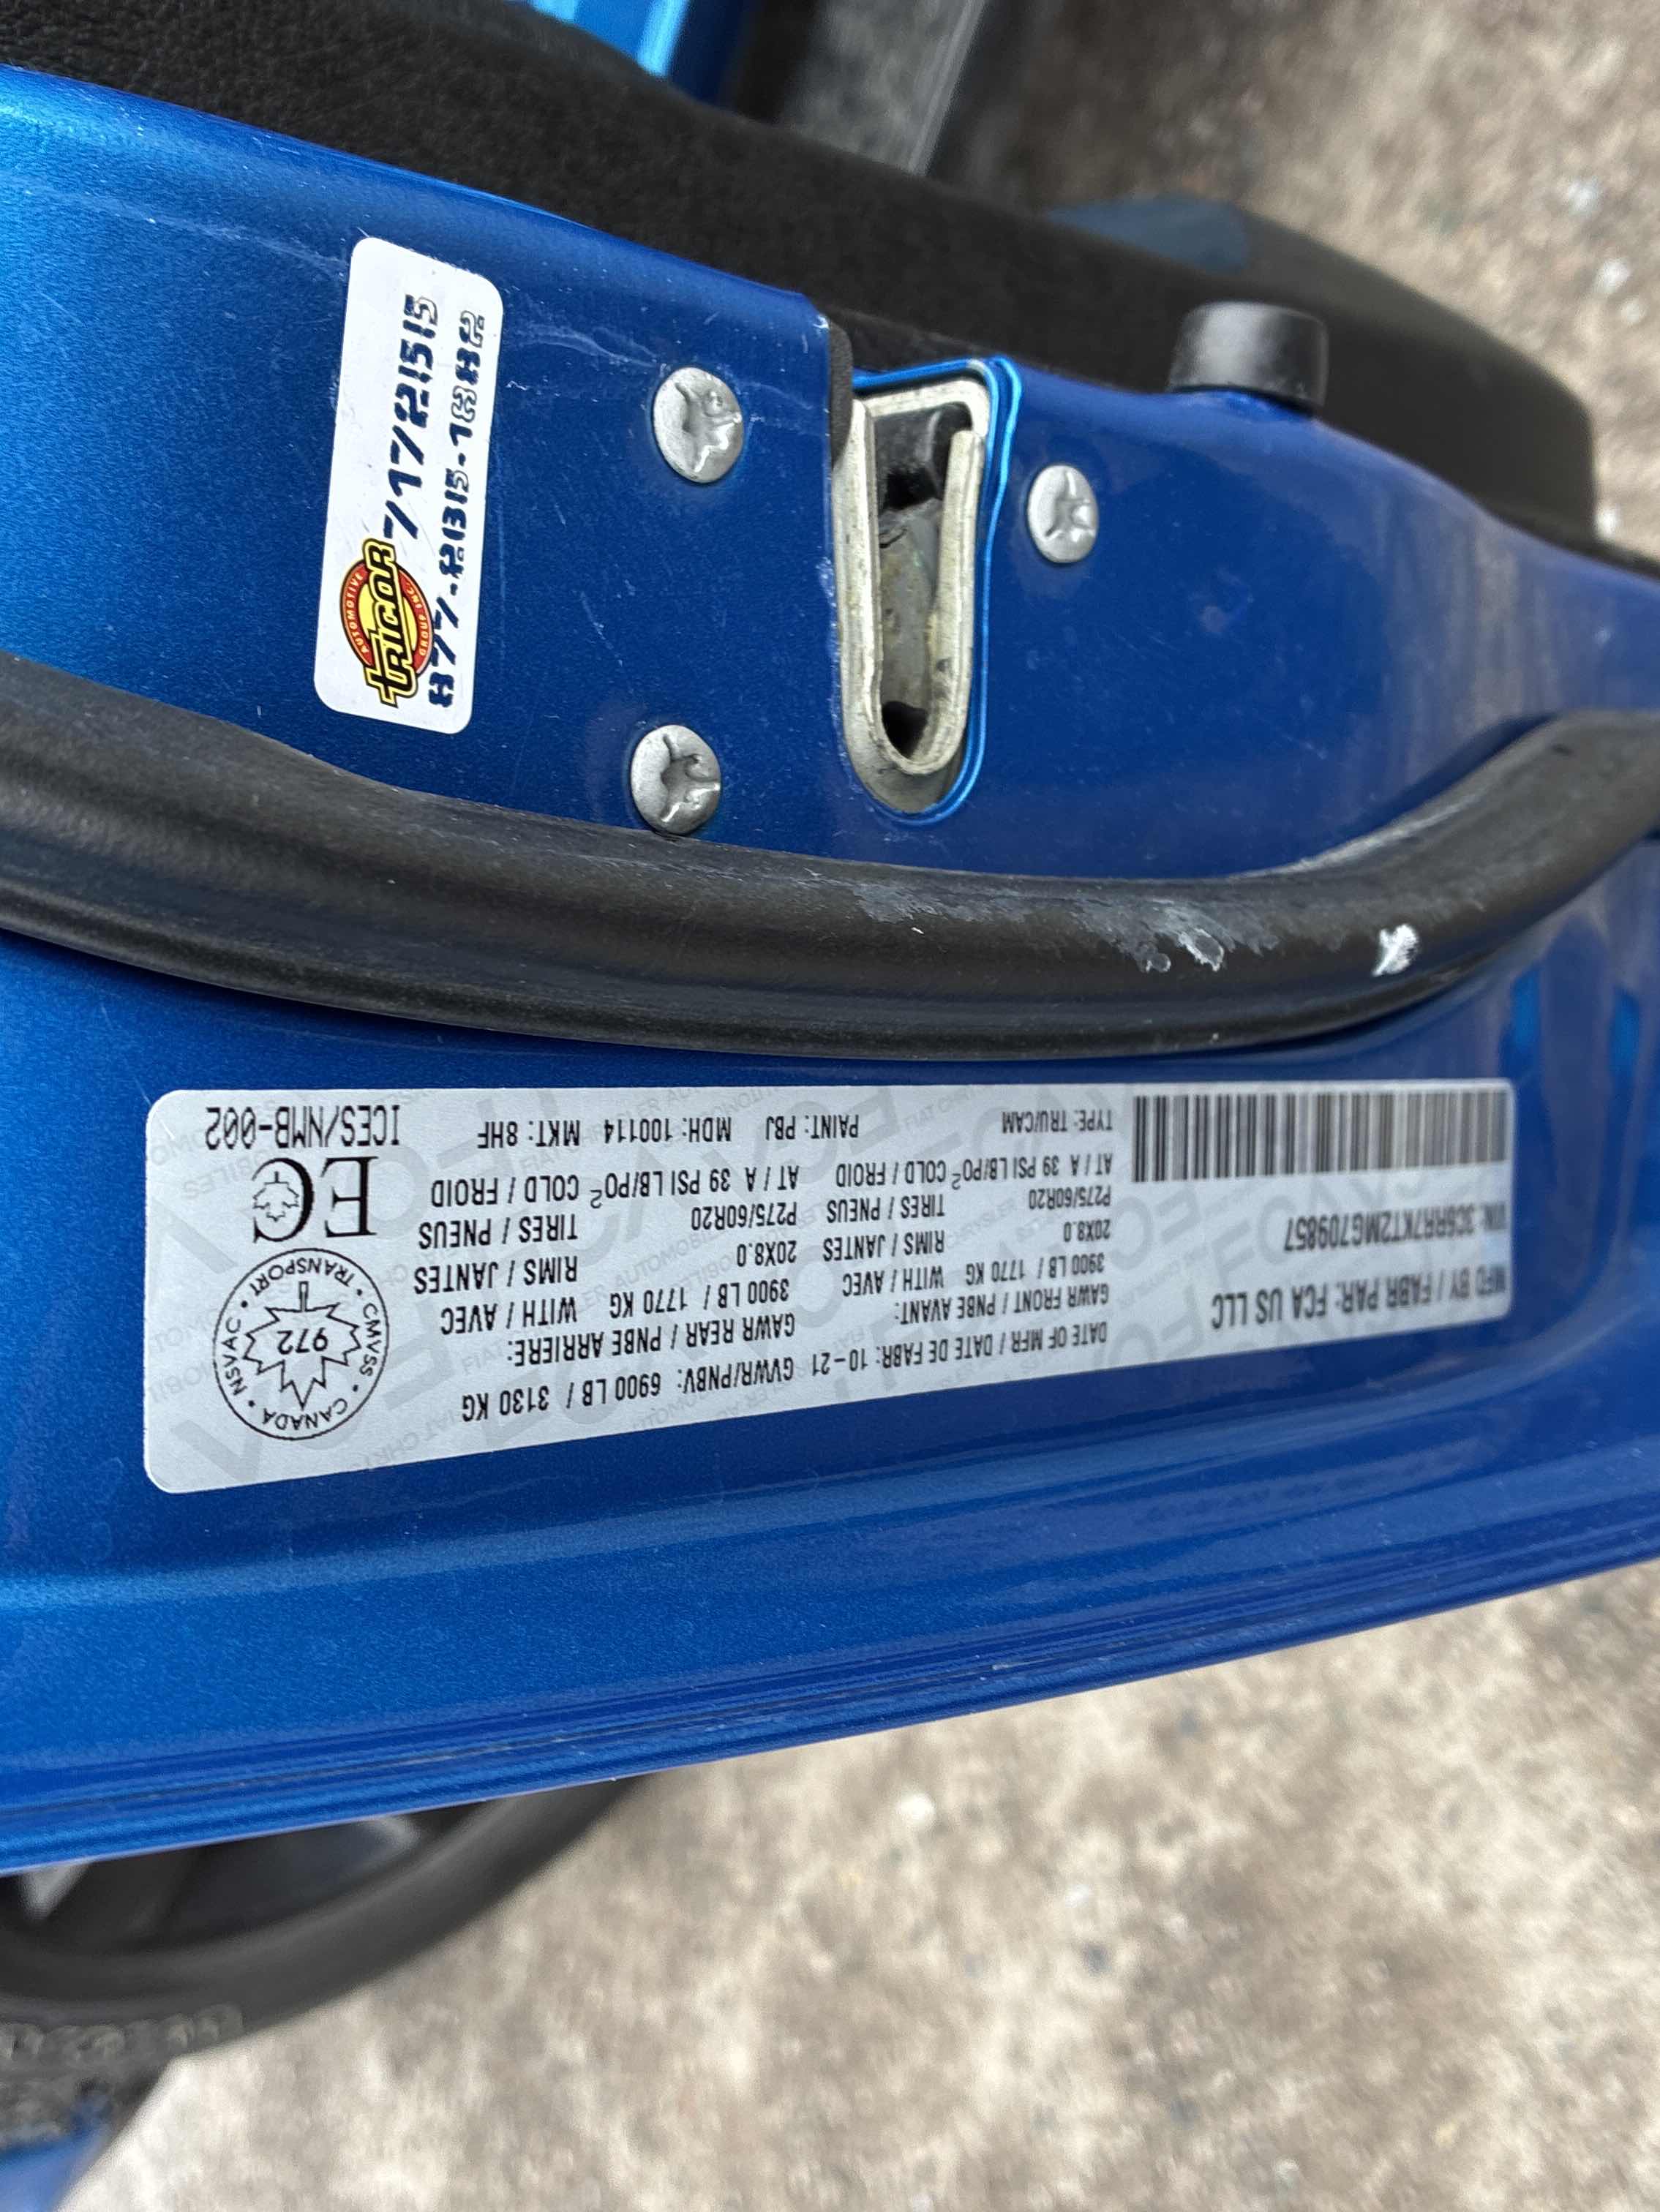 AUTOMOTIVE
TRICOR
GROUP INC.
7172515
MFD BY / FABR PAR: FCA US LLC
DATE OF MFR / DATE DE FABR: 10-21
GVWR/PNBV: 6900 LB / 3130 KG
GAWR FRONT / PNBE AVANT:
GAWR REAR / PNBE ARRIERE:
3900 LB / 1770 KG WITH / AVEC
3900 LB / 1770 KG WITH / AVEC
VIN: 3C6RR7KT2MG709857
20X8.0 RIMS / JANTES
20X8.0 RIMS / JANTES
P275/60R20 TIRES / PNEUS
P275/60R20 TIRES / PNEUS
AT / A 39 PSI LB/PO² COLD / FROID
AT / A 39 PSI LB/PO² COLD / FROID
TYPE: TRU/CAM
PAINT: PBJ
MDH: 100114
MKT: 8HF
CANADA • NSVAC • TRANSPORT • CMVSS •
972
EC
ICES/NMB-002